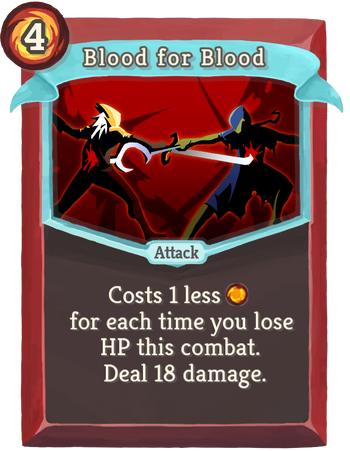 4
Blood for Blood
Attack
Costs 1 less
for each time you lose
HP this combat.
Deal 18 damage.